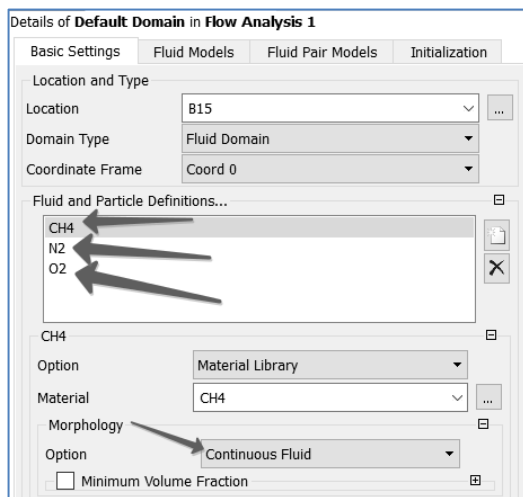 Details of Default Domain in Flow Analysis 1
Basic Settings Fluid Models Fluid Pair Models Initialization
Location and Type
Location B15 ...
Domain Type Fluid Domain
Coordinate Frame Coord 0
Fluid and Particle Definitions...
CH4
N2
O2
CH4
Option Material Library
Material CH4 ...
Morphology
Option Continuous Fluid
Minimum Volume Fraction